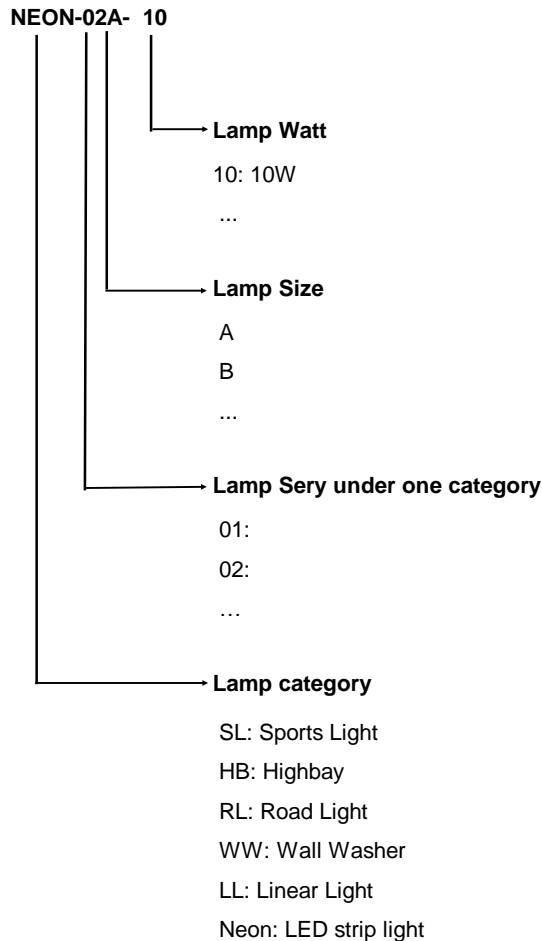 NEON-02A- 10
Lamp Watt
10: 10W
...
Lamp Size
A
B
...
Lamp Sery under one category
01:
02:
…
Lamp category
SL: Sports Light
HB: Highbay
RL: Road Light
WW: Wall Washer
LL: Linear Light
Neon: LED strip light